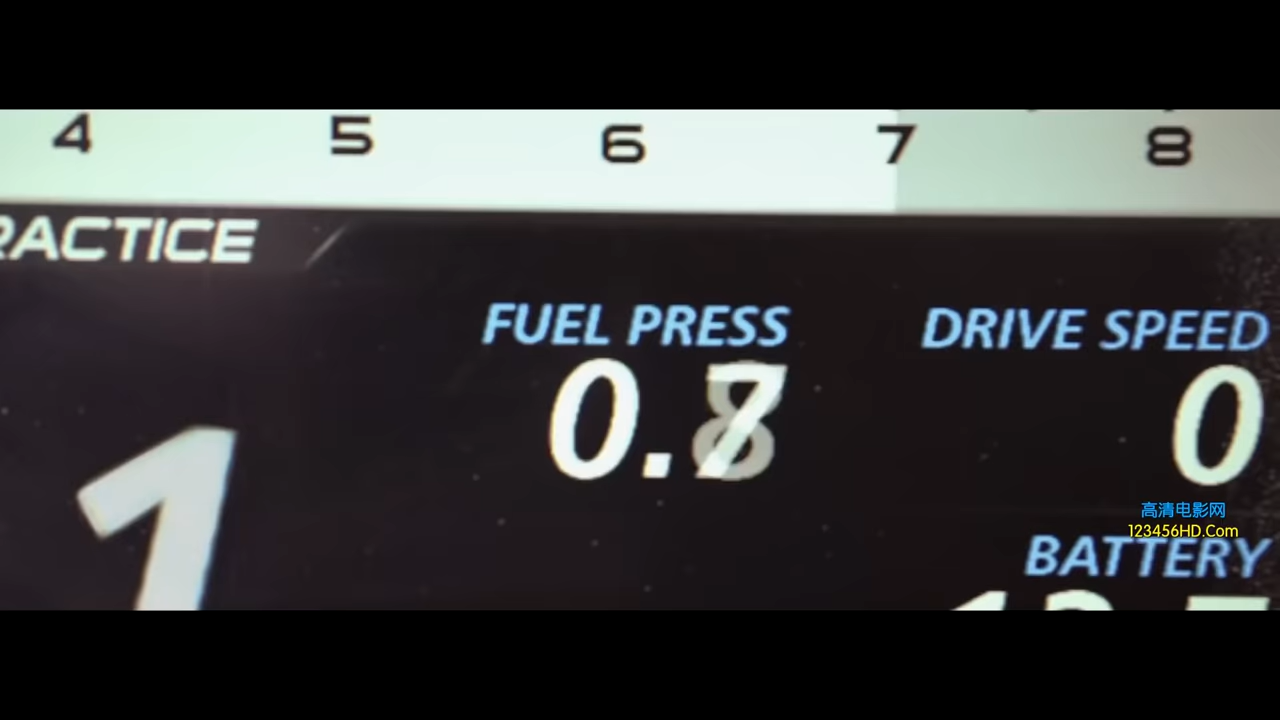 4 5 6 7 8
RACTICE
FUEL PRESS
DRIVE SPEED
0.
0
1
高清电影网
123456HD.Com
BATTERY